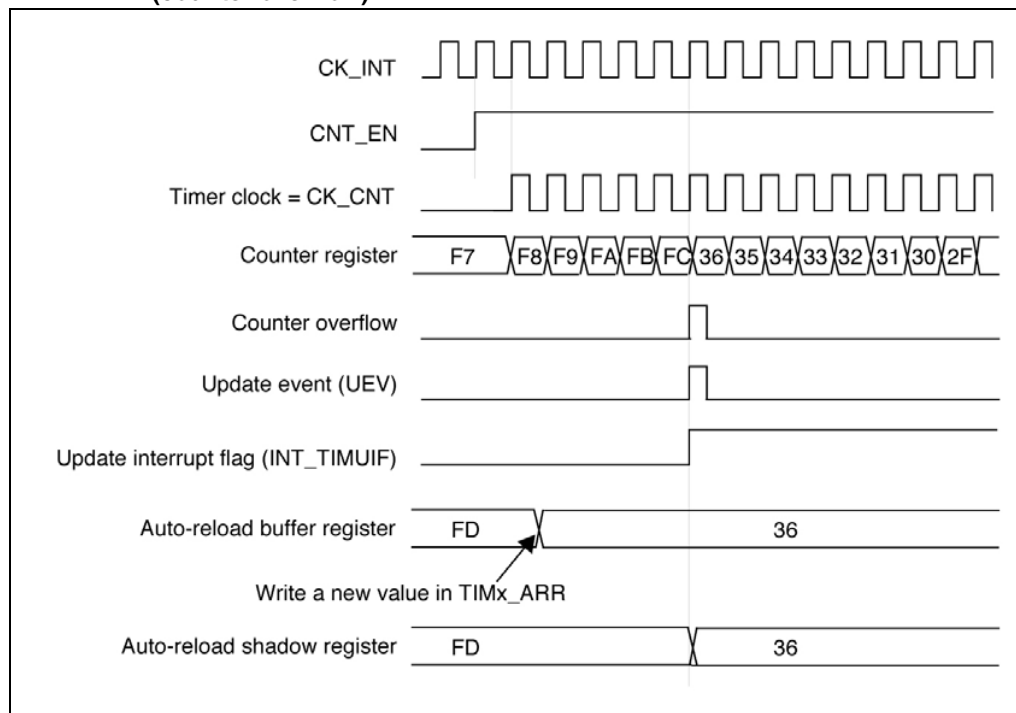 (counter overflow)
CK_INT
CNT_EN
Timer clock = CK_CNT
Counter register F7 F8 F9 FA FB FC 36 35 34 33 32 31 30 2F
Counter overflow
Update event (UEV)
Update interrupt flag (INT_TIMUIF)
Auto-reload buffer register FD 36
Write a new value in TIMx_ARR
Auto-reload shadow register FD 36